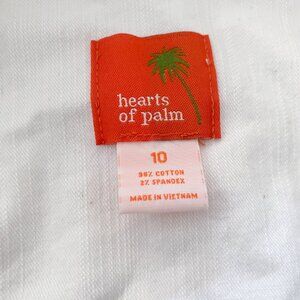 hearts
of palm
10
98% COTTON
2% SPANDEX
MADE IN VIETNAM